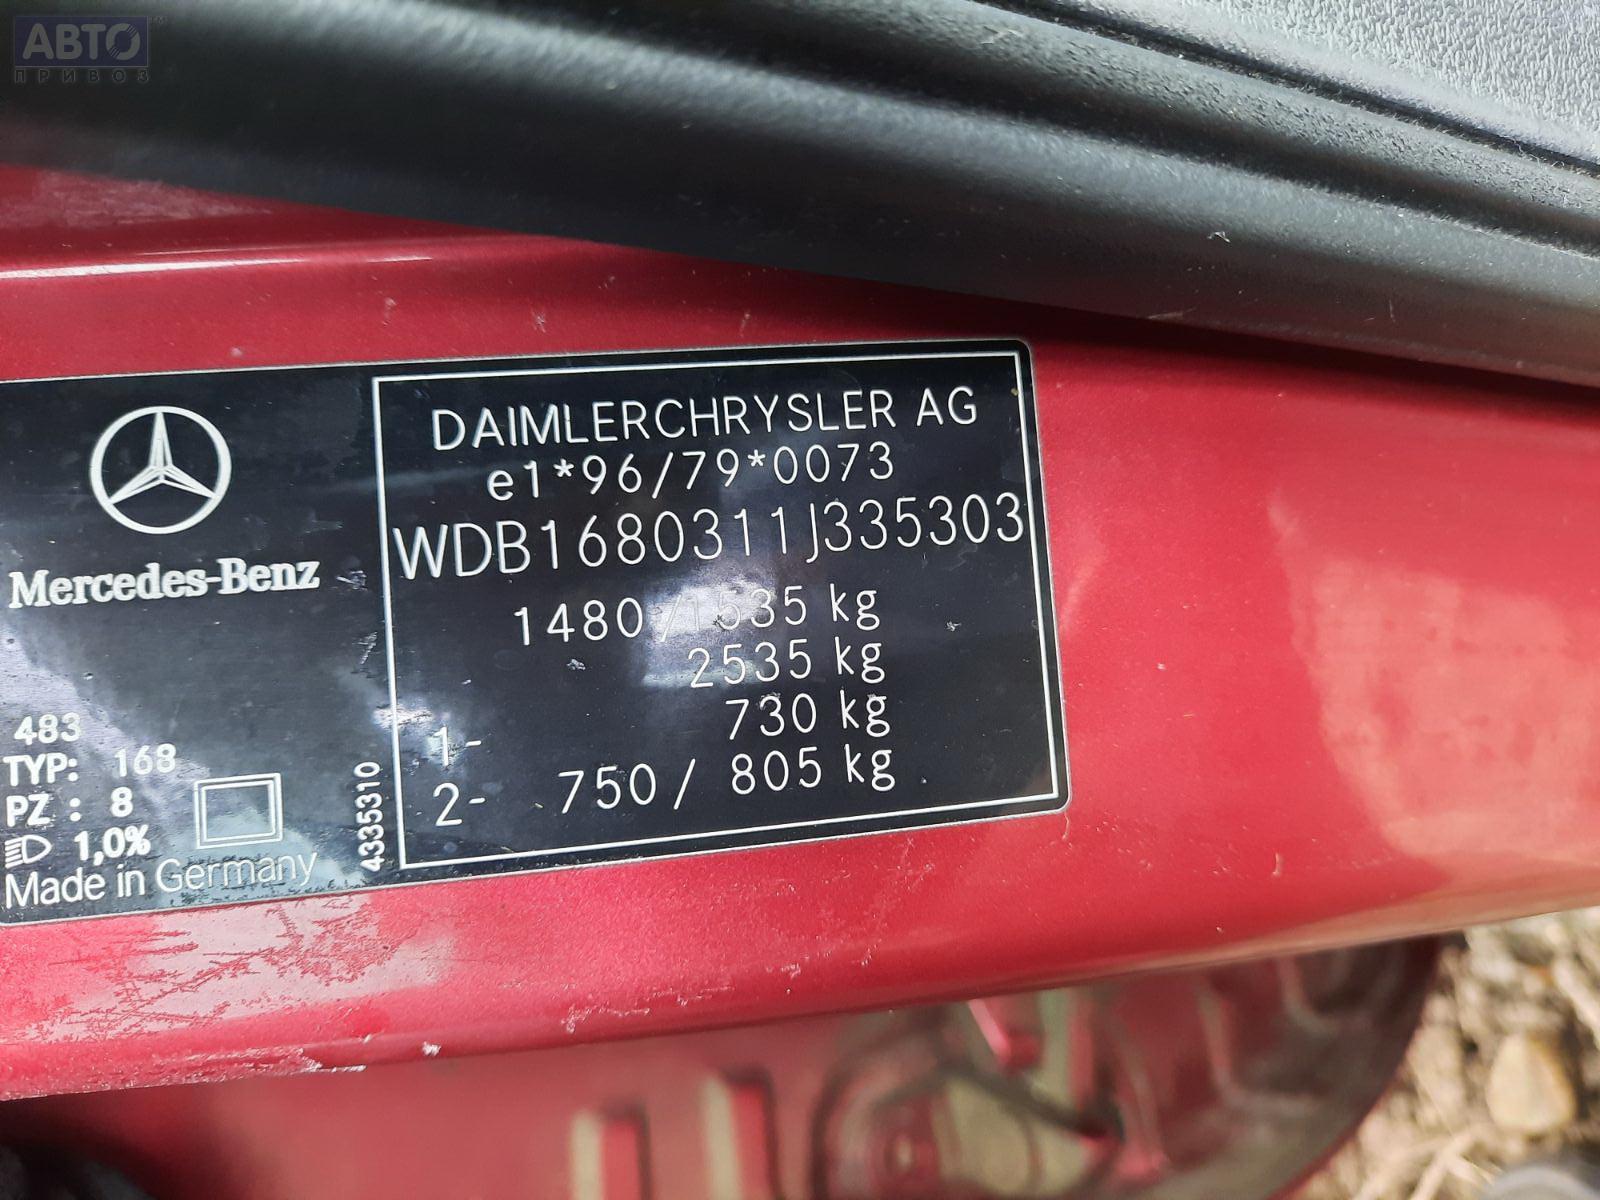 АВТО
ПРИВОЗ
DAIMLERCHRYSLER AG
e1*96/79*0073
WDB1680311J335303
1480/1535 kg
2535 kg
1- 730 kg
2- 750/ 805 kg
Mercedes-Benz
483
TYP: 168
PZ : 8
1,0%
Made in Germany
4335310